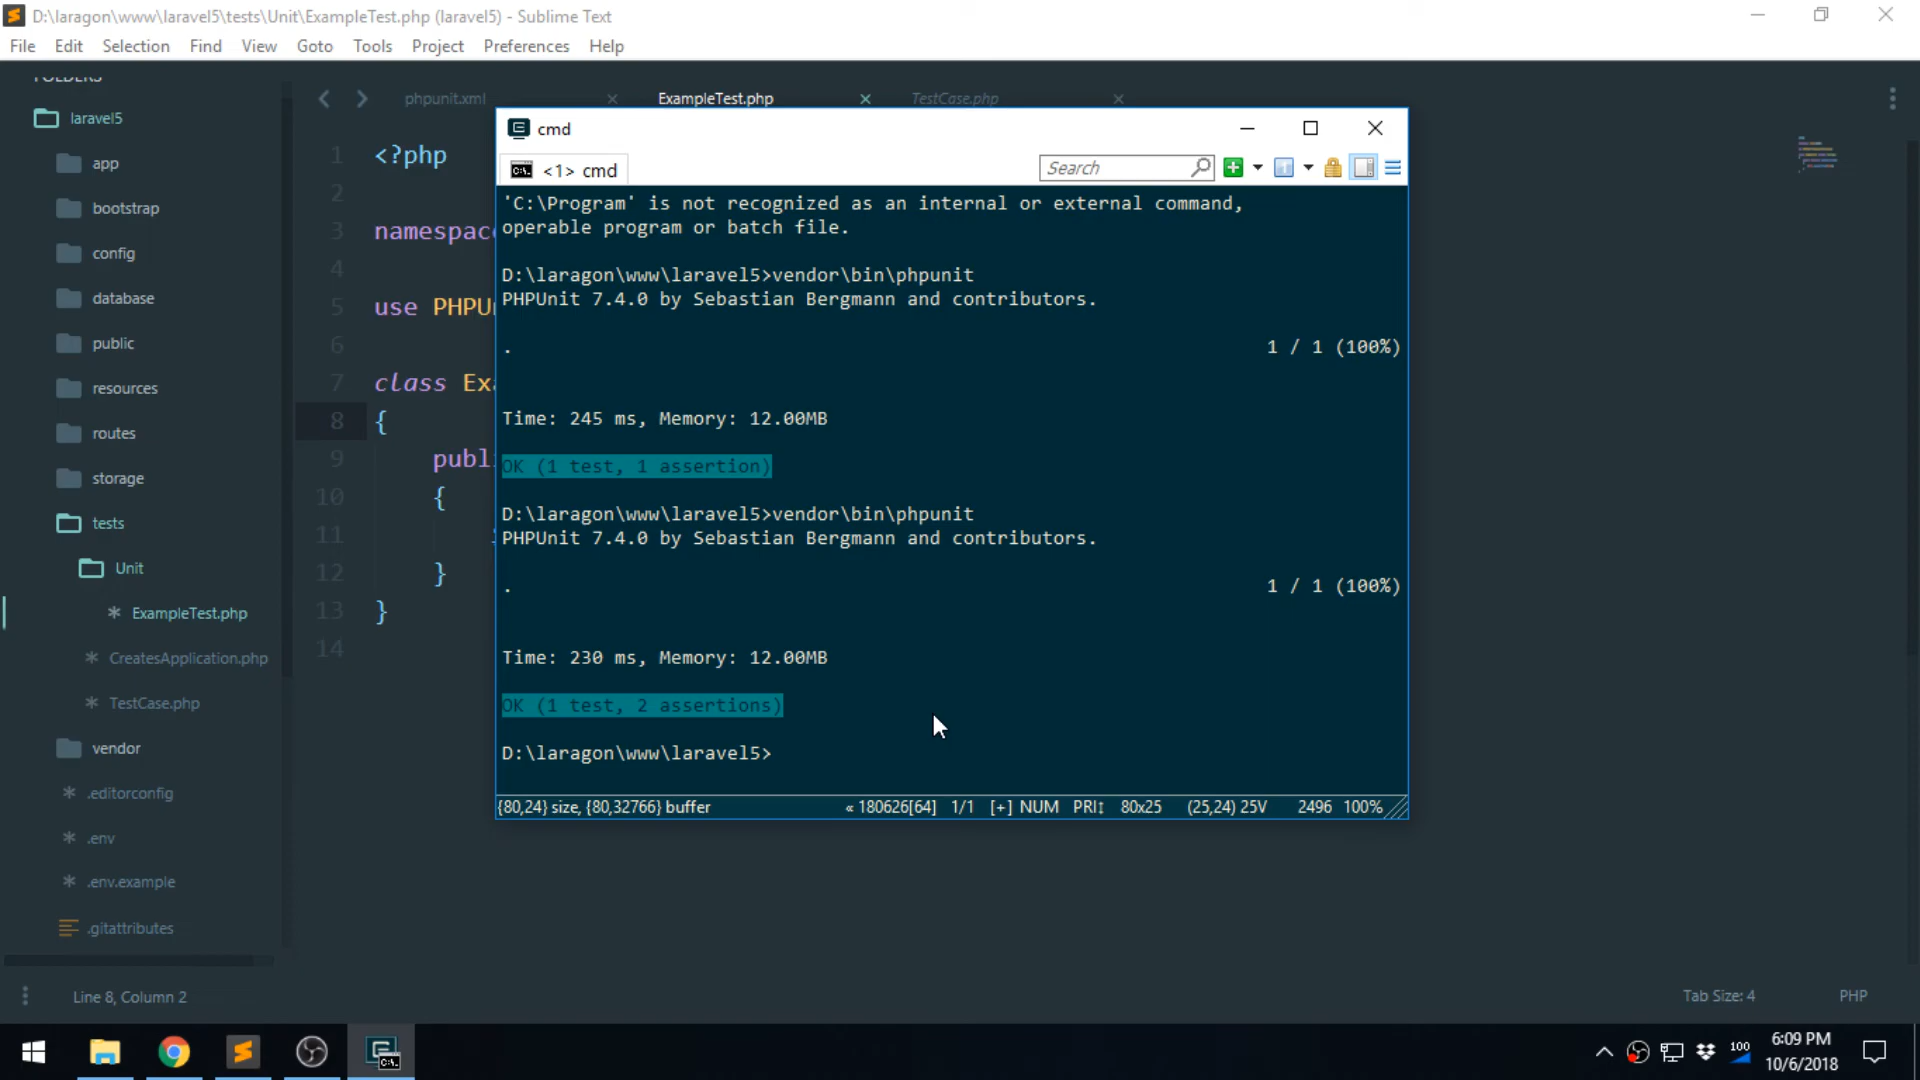 D:\laragon\www\laravel5\tests\Unit\ExampleTest.php (laravel5) - Sublime Text
File Edit Selection Find View Goto Tools Project Preferences Help
FOLDERS
laravel5
app
bootstrap
config
database
public
resources
routes
storage
tests
Unit
ExampleTest.php
CreatesApplication.php
TestCase.php
vendor
.editorconfig
.env
.env.example
.gitattributes
phpunit.xml ExampleTest.php TestCase.php
1 <?php
2
3 namespac
4
5 use PHPU
6
7 class Ex
8 {
9 publ
10 {
11
12 }
13 }
14
cmd
<1> cmd
Search
'C:\Program' is not recognized as an internal or external command,
operable program or batch file.
D:\laragon\www\laravel5>vendor\bin\phpunit
PHPUnit 7.4.0 by Sebastian Bergmann and contributors.
. 1 / 1 (100%)
Time: 245 ms, Memory: 12.00MB
OK (1 test, 1 assertion)
D:\laragon\www\laravel5>vendor\bin\phpunit
PHPUnit 7.4.0 by Sebastian Bergmann and contributors.
. 1 / 1 (100%)
Time: 230 ms, Memory: 12.00MB
OK (1 test, 2 assertions)
D:\laragon\www\laravel5>
{80,24} size, {80,32766} buffer « 180626[64] 1/1 [+] NUM PRI↕ 80x25 (25,24) 25V 2496 100%
Line 8, Column 2 Tab Size: 4 PHP
100
6:09 PM
10/6/2018